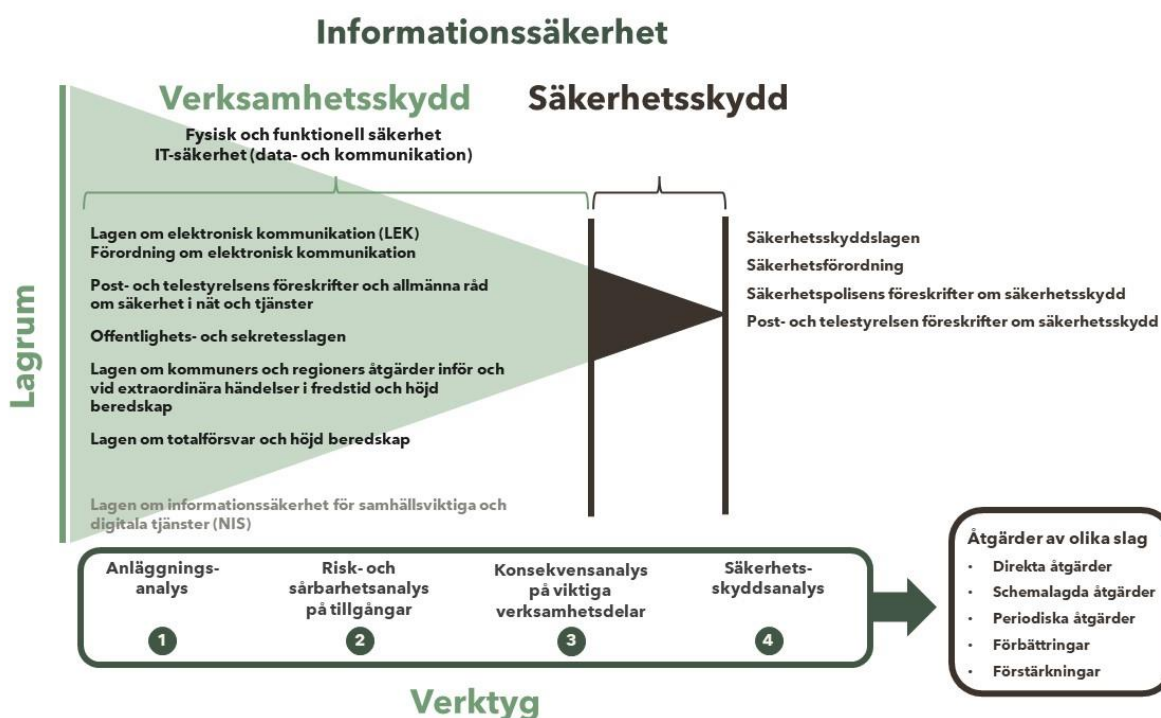 Informationssäkerhet
Verksamhetsskydd
Säkerhetsskydd
Fysisk och funktionell säkerhet
IT-säkerhet (data- och kommunikation)
Lagrum
Lagen om elektronisk kommunikation (LEK)
Förordning om elektronisk kommunikation
Post- och telestyrelsens föreskrifter och allmänna råd
om säkerhet i nät och tjänster
Offentlighets- och sekretesslagen
Lagen om kommuners och regioners åtgärder inför och
vid extraordinära händelser i fredstid och höjd
beredskap
Lagen om totalförsvar och höjd beredskap
Lagen om informationssäkerhet för samhällsviktiga och
digitala tjänster (NIS)
Säkerhetsskyddslagen
Säkerhetsförordning
Säkerhetspolisens föreskrifter om säkerhetsskydd
Post- och telestyrelsen föreskrifter om säkerhetsskydd
Anläggnings-
analys
1
Risk- och
sårbarhetsanalys
på tillgångar
2
Konsekvensanalys
på viktiga
verksamhetsdelar
3
Säkerhets-
skyddsanalys
4
Åtgärder av olika slag
• Direkta åtgärder
• Schemalagda åtgärder
• Periodiska åtgärder
• Förbättringar
• Förstärkningar
Verktyg